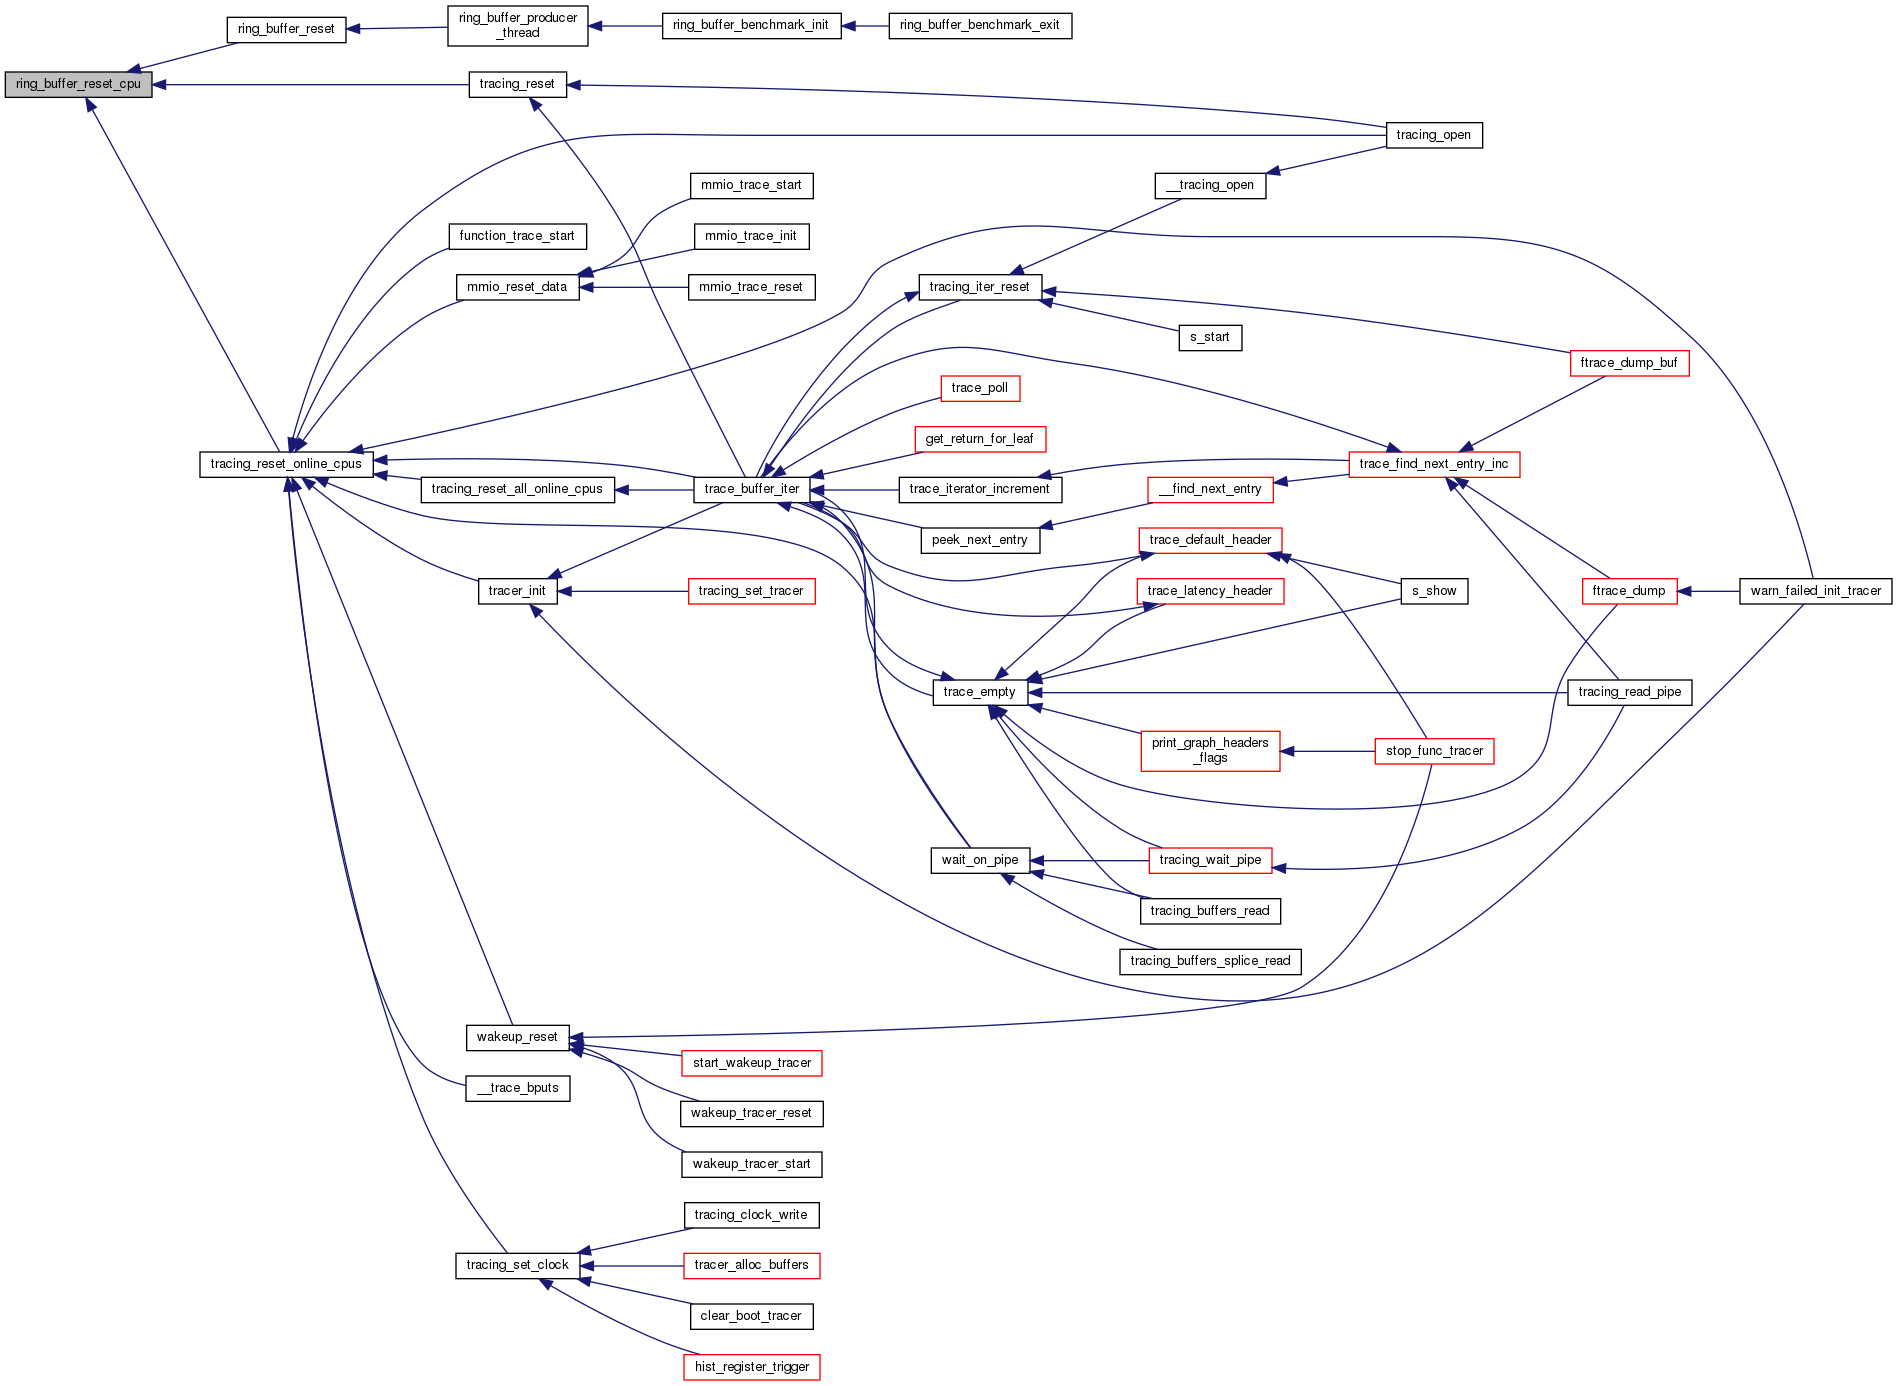 ring_buffer_reset_cpu
ring_buffer_reset
ring_buffer_producer
_thread
ring_buffer_benchmark_init
ring_buffer_benchmark_exit
tracing_reset
tracing_open
mmio_trace_start
__tracing_open
function_trace_start
mmio_trace_init
mmio_reset_data
mmio_trace_reset
tracing_iter_reset
s_start
ftrace_dump_buf
trace_poll
get_return_for_leaf
tracing_reset_online_cpus
trace_find_next_entry_inc
tracing_reset_all_online_cpus
trace_buffer_iter
trace_iterator_increment
__find_next_entry
peek_next_entry
trace_default_header
tracer_init
tracing_set_tracer
trace_latency_header
s_show
ftrace_dump
warn_failed_init_tracer
trace_empty
tracing_read_pipe
print_graph_headers
_flags
stop_func_tracer
wait_on_pipe
tracing_wait_pipe
tracing_buffers_read
tracing_buffers_splice_read
wakeup_reset
start_wakeup_tracer
__trace_bputs
wakeup_tracer_reset
wakeup_tracer_start
tracing_clock_write
tracing_set_clock
tracer_alloc_buffers
clear_boot_tracer
hist_register_trigger